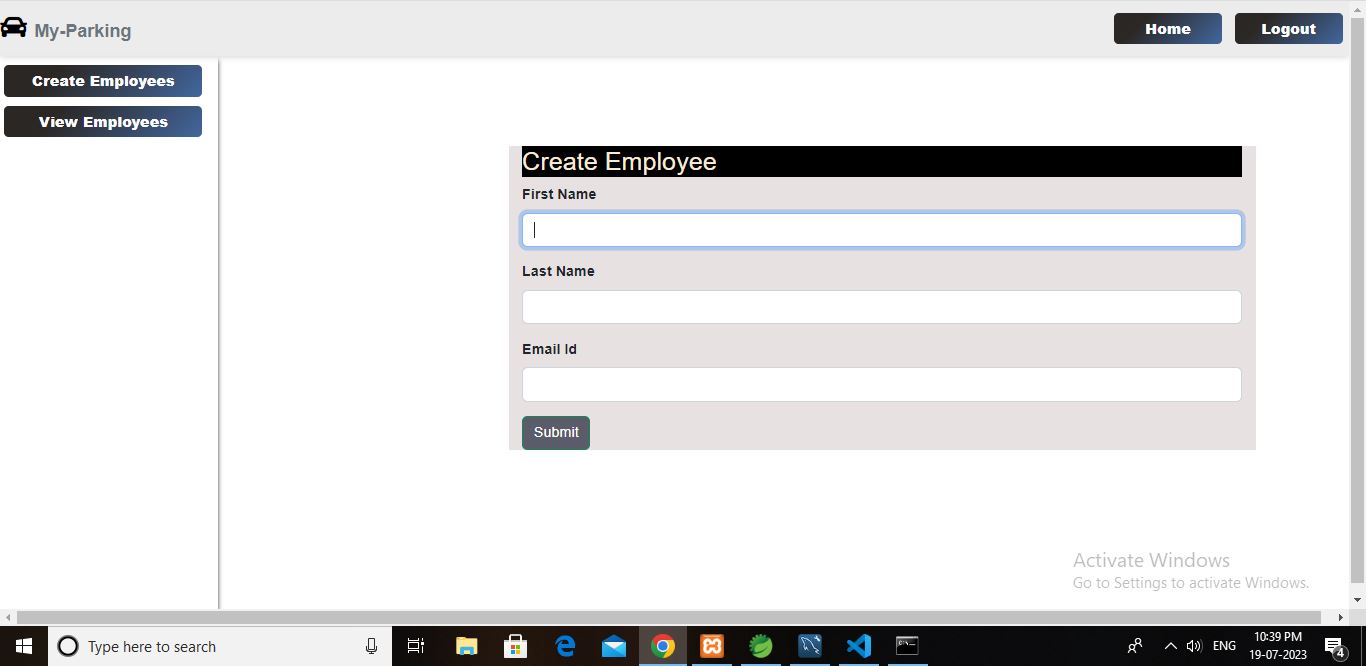 My-Parking
Home
Logout
Create Employees
View Employees
Create Employee
First Name
Last Name
Email Id
Submit
Activate Windows
Go to Settings to activate Windows.
Type here to search
ENG
10:39 PM
19-07-2023
4